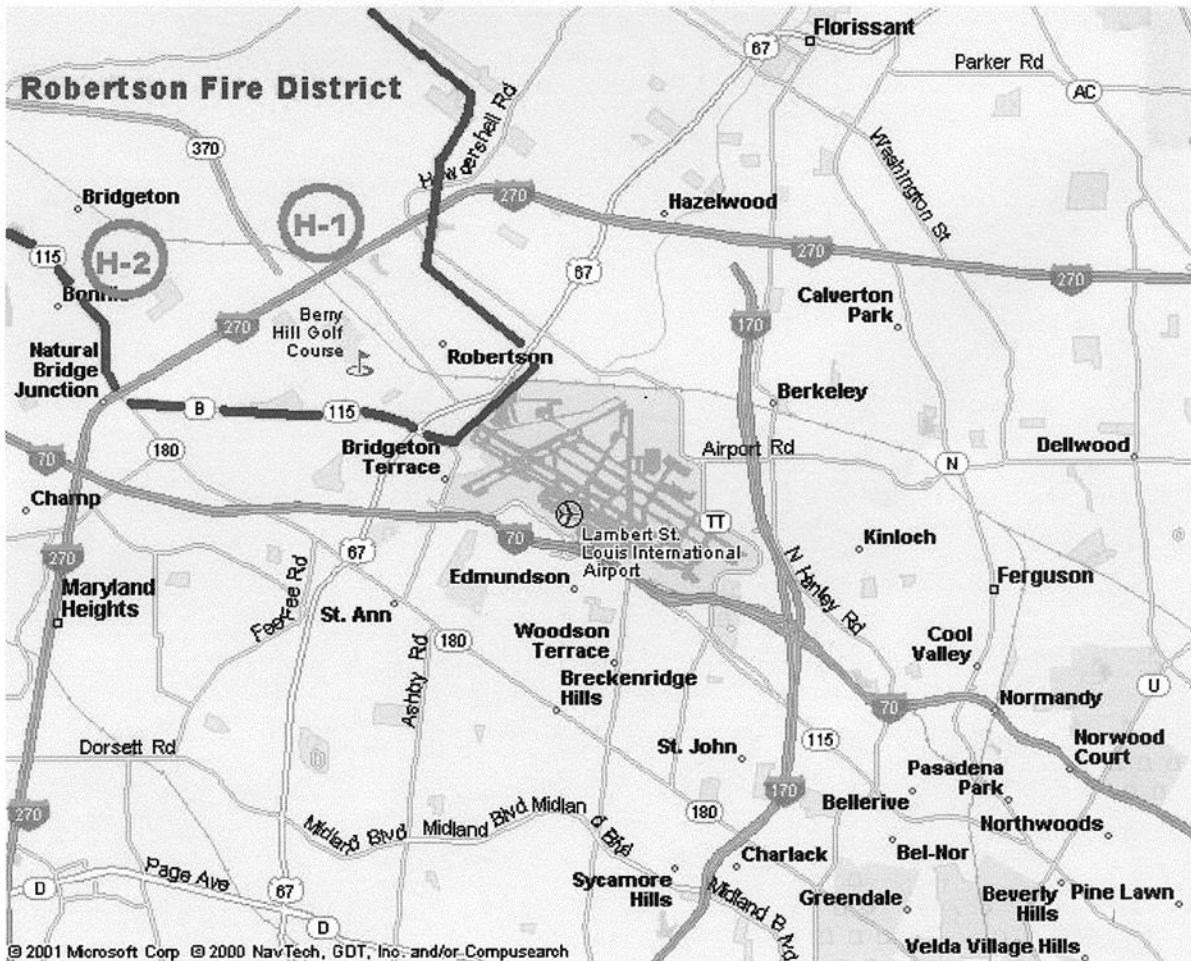 Florissant
67
Parker Rd
Robertson Fire District
AC
Howdershell Rd
370
Washington St
Bridgeton
H-1
270
Hazelwood
115
H-2
67
270
270
Calverton
Park
270
Berry
Hill Golf
Course
170
Natural
Bridge
Junction
Robertson
Berkeley
B
115
180
Bridgeton
Terrace
Airport Rd
Dellwood
70
N
Champ
TT
Lambert St.
Louis International
Airport
70
67
Kinloch
270
Edmundson
Ferguson
Maryland
Heights
Fee Fee Rd
St. Ann
N Hanley Rd
Woodson
Terrace
180
Cool
Valley
Breckenridge
Hills
Ashby Rd
U
Normandy
70
Dorsett Rd
St. John
115
Norwood
Court
Pasadena
Park
170
Bellerive
270
180
Northwoods
Midland Blvd
Midland Blvd
Midland Blvd
Charlack
Bel-Nor
Page Ave
Sycamore
Hills
D
67
Midland Blvd
Greendale
Beverly
Hills
Pine Lawn
D
Velda Village Hills
© 2001 Microsoft Corp © 2000 NavTech, GDT, Inc. and/or Compusearch